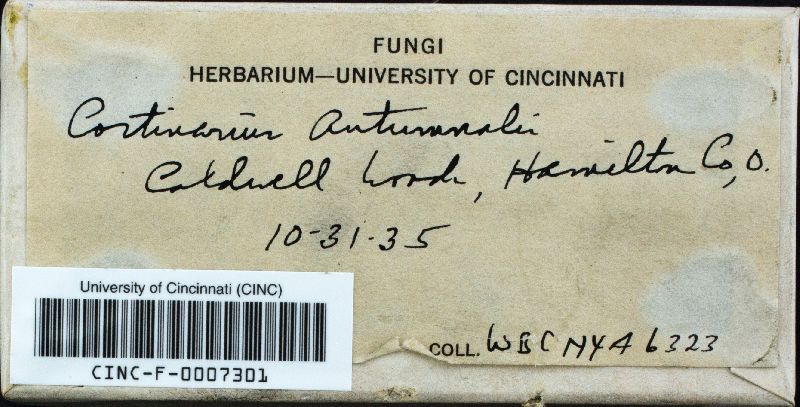 FUNGI
HERBARIUM—UNIVERSITY OF CINCINNATI
Cortinarius Autumnalis
Caldwell Woods, Hamilton Co, O.
10-31-35
University of Cincinnati (CINC)
CINC-F-0007301
COLL. WBC NYA 6323